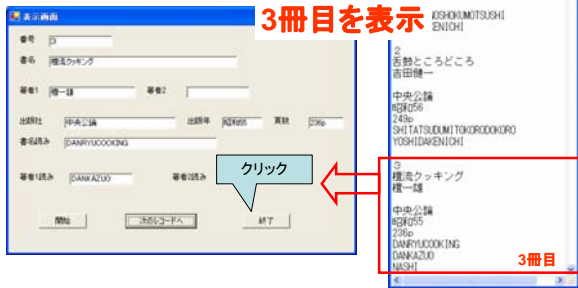 3冊目を表示
表示画面
番号 3
書名 檀流クッキング
著者1 檀一雄 著者2
出版社 中央公論 出版年 昭和55 頁数 236p
書名読み DANRYUCOOKING
著者1読み DANKAZUO 著者2読み
クリック
開始 次のレコードへ 終了
OSHOKUMOTSUSHI
ENICHI
2
舌鼓ところどころ
吉田健一
中央公論
昭和56
249p
SHITATSUDUMITOKORODOKORO
YOSHIDAKENICHI
3
檀流クッキング
檀一雄
中央公論
昭和55
236p
DANRYUCOOKING
DANKAZUO
NASHI
3冊目